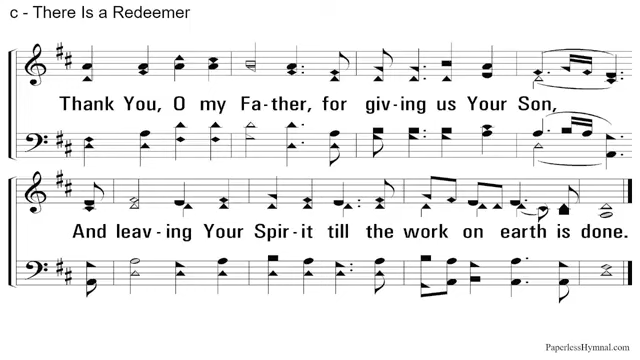 c - There Is a Redeemer
Thank You, O my Fa-ther, for giv-ing us Your Son,
And leav-ing Your Spir-it till the work on earth is done.
PaperlessHymnal.com